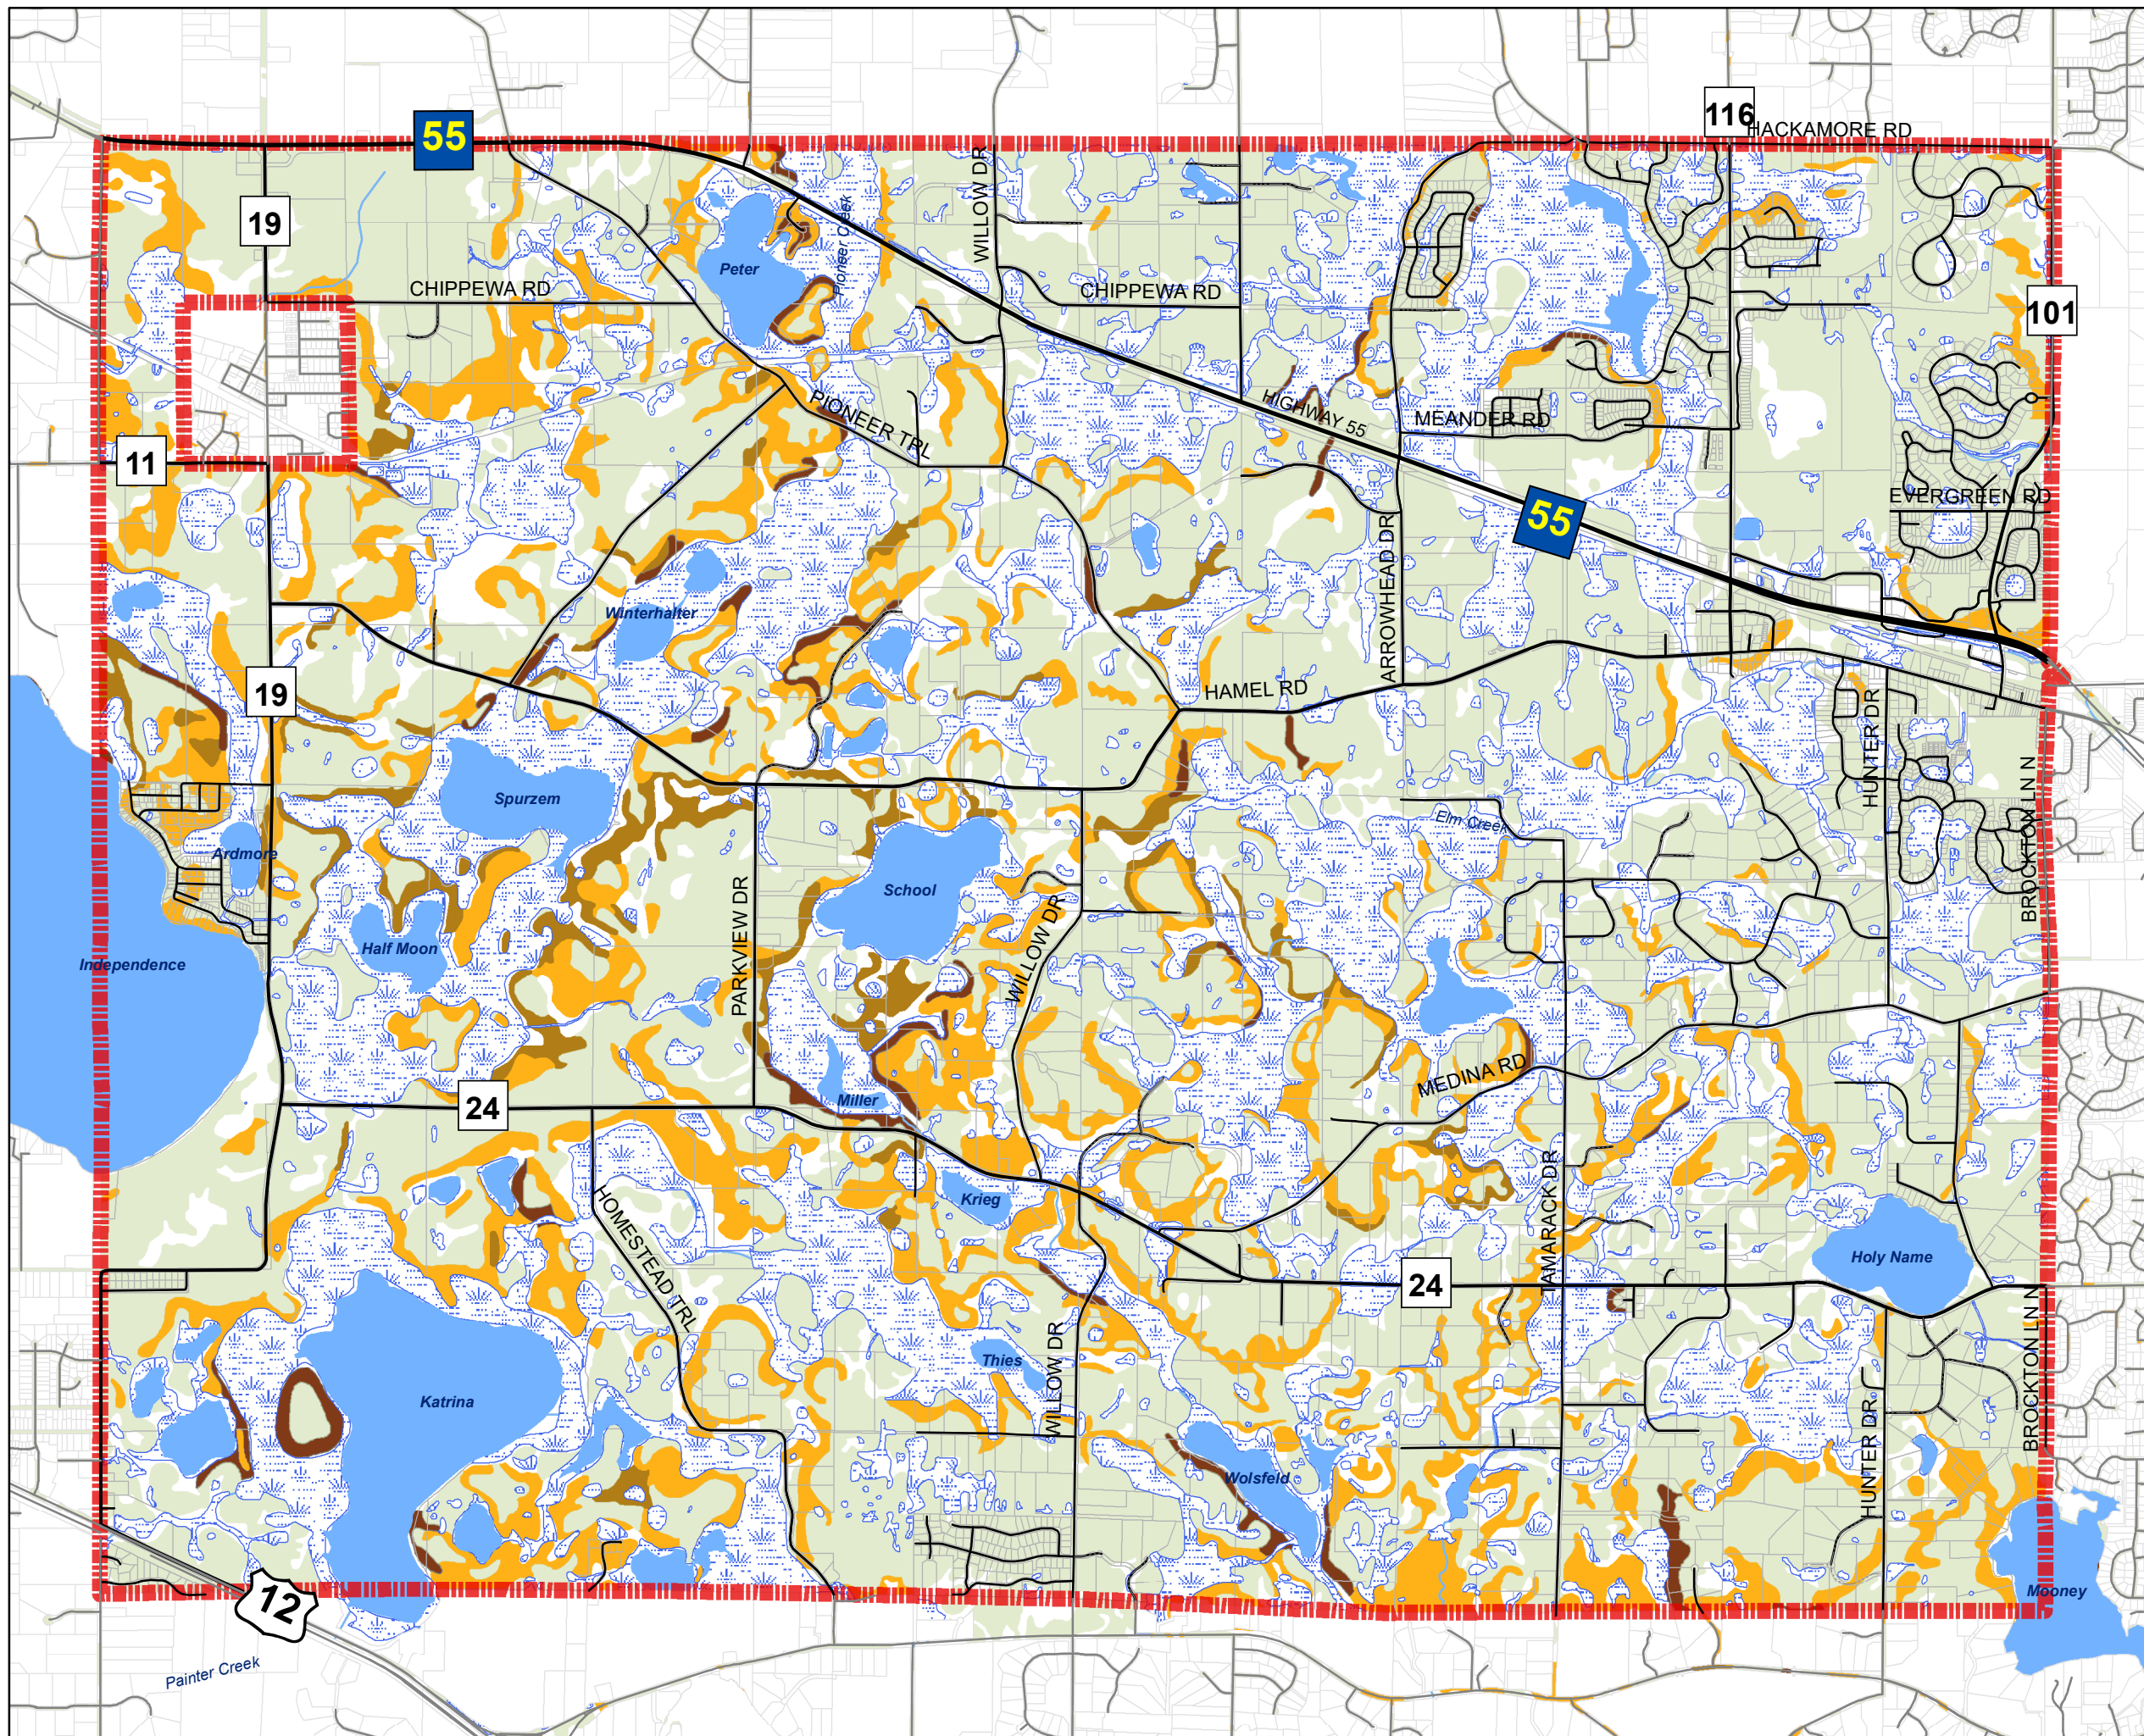 116
HACKAMORE RD
55
19
WILLOW DR
Pioneer Creek
Peter
CHIPPEWA RD
CHIPPEWA RD
101
HIGHWAY 55
MEANDER RD
PIONEER TRL
11
EVERGREEN RD
55
ARROWHEAD DR
Winterhalter
19
HAMEL RD
HUNTER DR
BROCKTON LN N
Spurzem
Elm Creek
Ardmore
School
PARKVIEW DR
WILLOW DR
Half Moon
Independence
MEDINA RD
Miller
24
Krieg
HOMESTEAD TRL
TAMARACK DR
Holy Name
24
Thies
WILLOW DR
Katrina
BROCKTON LN N
HUNTER DR
Wolsfeld
12
Mooney
Painter Creek